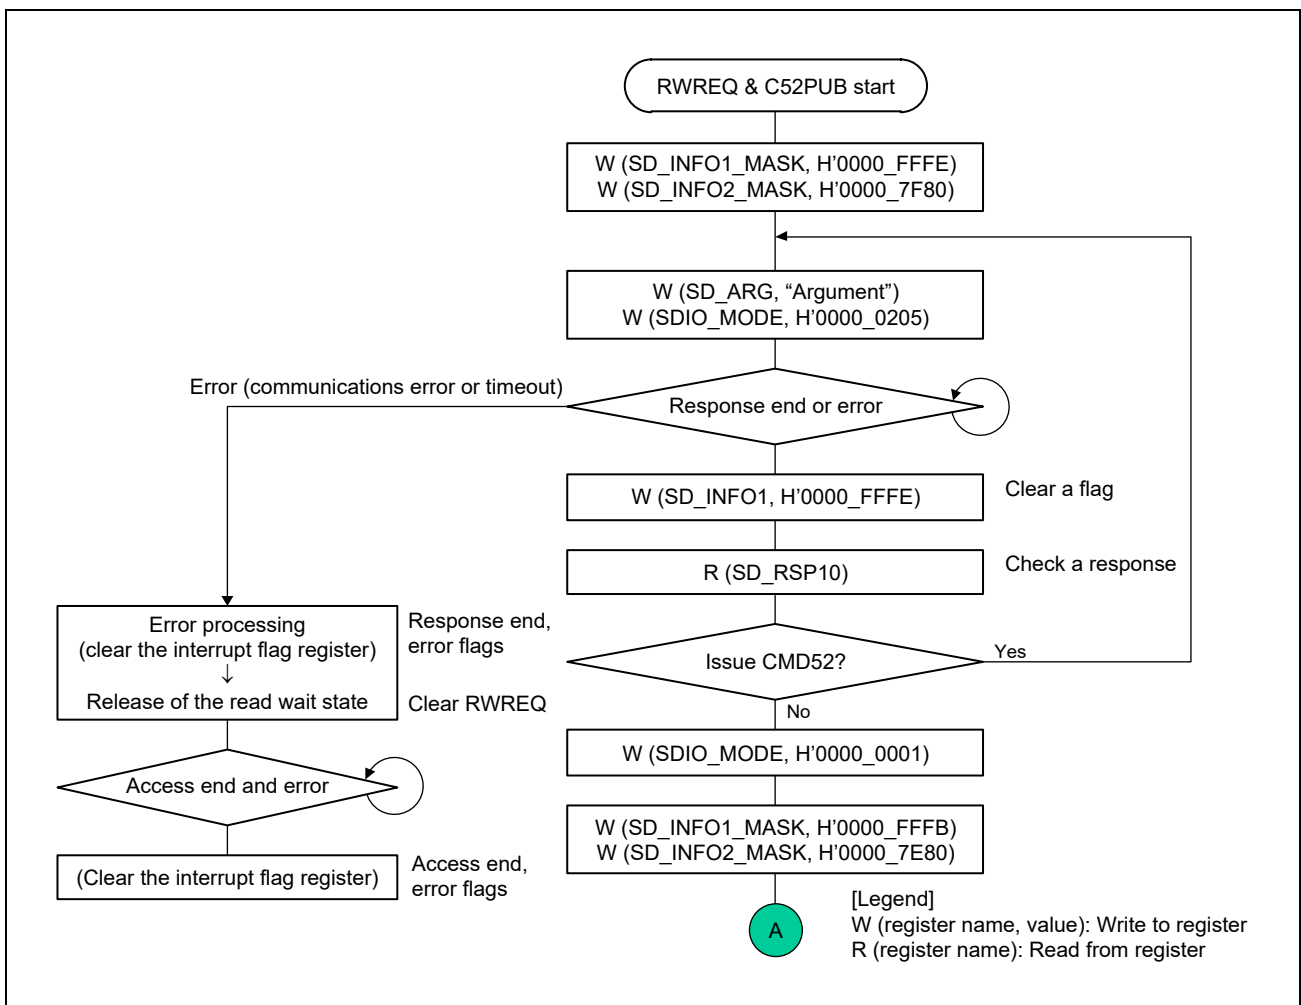 RWREQ & C52PUB start
W (SD_INFO1_MASK, H'0000_FFFE)
W (SD_INFO2_MASK, H'0000_7F80)
W (SD_ARG, “Argument”)
W (SDIO_MODE, H'0000_0205)
Error (communications error or timeout)
Response end or error
W (SD_INFO1, H'0000_FFFE)
Clear a flag
R (SD_RSP10)
Check a response
Error processing
(clear the interrupt flag register)
↓
Release of the read wait state
Response end,
error flags
Clear RWREQ
Issue CMD52?
Yes
No
W (SDIO_MODE, H'0000_0001)
Access end and error
W (SD_INFO1_MASK, H'0000_FFFB)
W (SD_INFO2_MASK, H'0000_7E80)
(Clear the interrupt flag register)
Access end,
error flags
A
[Legend]
W (register name, value): Write to register
R (register name): Read from register